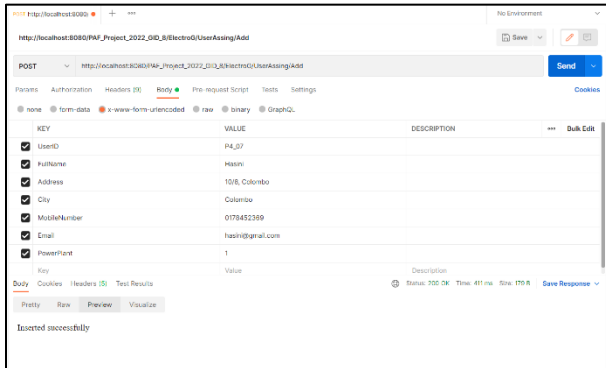 POST http://localhost:8080/ + ••• No Environment
http://localhost:8080/PAF_Project_2022_GID_8/ElectroG/UserAssing/Add Save
POST http://localhost:8080/PAF_Project_2022_GID_8/ElectroG/UserAssing/Add Send
Params Authorization Headers (9) Body Pre-request Script Tests Settings Cookies
none form-data x-www-form-urlencoded raw binary GraphQL
KEY VALUE DESCRIPTION ••• Bulk Edit
UserID P4_07
FullName Hasini
Address 10/8, Colombo
City Colombo
MobileNumber 0178452369
Email hasini@gmail.com
PowerPlant 1
Key Value Description
Body Cookies Headers (5) Test Results Status: 200 OK Time: 411 ms Size: 179 B Save Response
Pretty Raw Preview Visualize
Inserted successfully